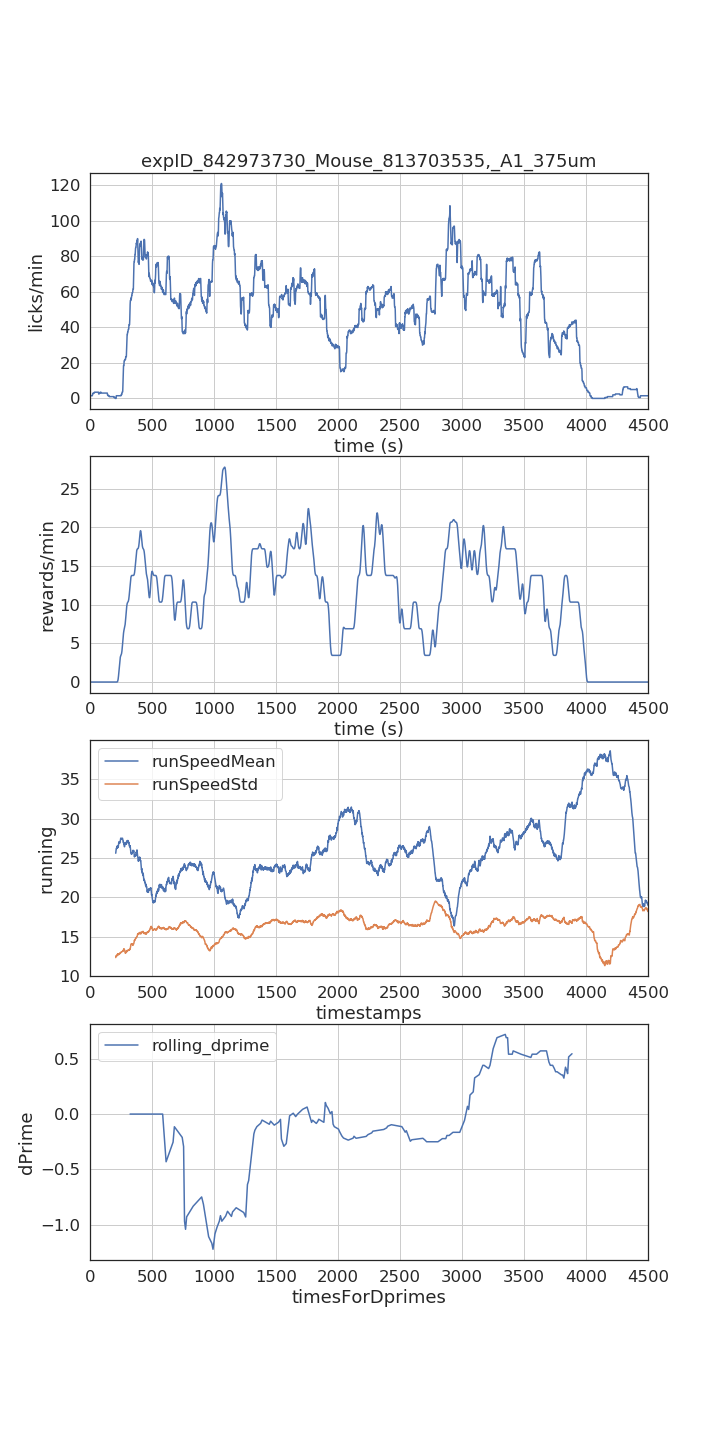 expID_842973730_Mouse_813703535,_A1_375um
120
100
80
60
40
20
0
licks/min
0 500 1000 1500 2000 2500 3000 3500 4000 4500
time (s)
25
20
15
10
5
0
rewards/min
0 500 1000 1500 2000 2500 3000 3500 4000 4500
time (s)
runSpeedMean
runSpeedStd
35
30
25
20
15
10
running
0 500 1000 1500 2000 2500 3000 3500 4000 4500
timestamps
rolling_dprime
0.5
0.0
−0.5
−1.0
dPrime
0 500 1000 1500 2000 2500 3000 3500 4000 4500
timesForDprimes